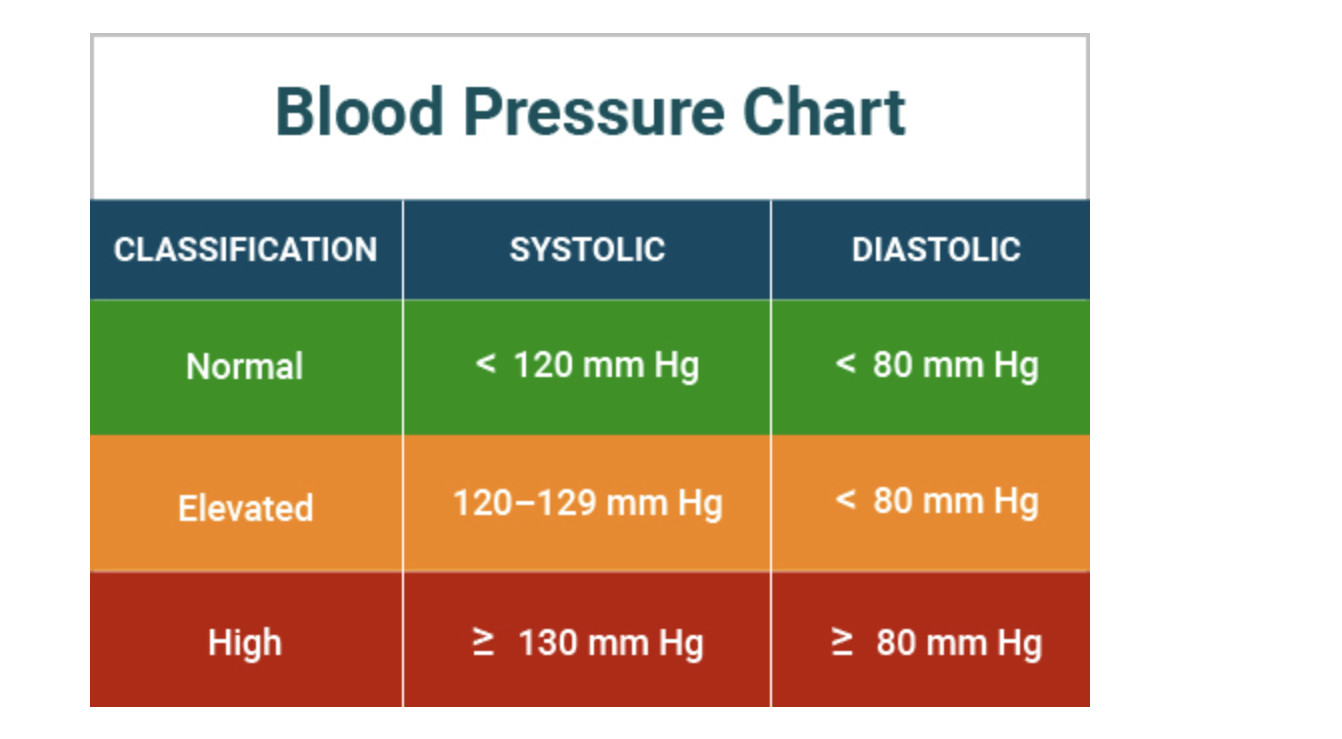 Blood Pressure Chart
CLASSIFICATION SYSTOLIC DIASTOLIC
Normal < 120 mm Hg < 80 mm Hg
Elevated 120–129 mm Hg < 80 mm Hg
High ≥ 130 mm Hg ≥ 80 mm Hg